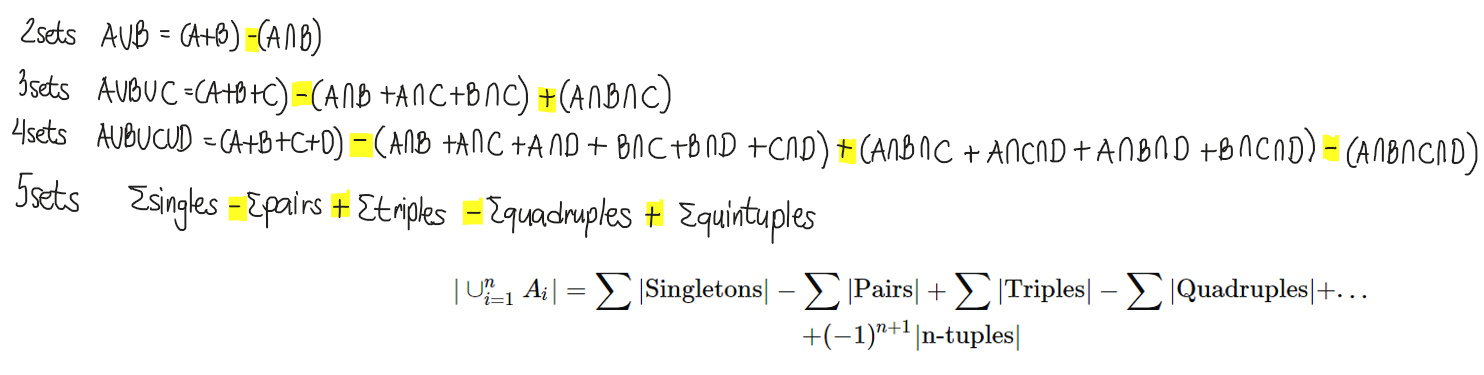 2sets A∪B = (A+B) -(A∩B)
3sets A∪B∪C =(A+B+C) -(A∩B +A∩C+B∩C) +(A∩B∩C)
4sets A∪B∪C∪D =(A+B+C+D) -(A∩B +A∩C +A∩D + B∩C +B∩D +C∩D) +(A∩B∩C + A∩C∩D + A∩B∩D +B∩C∩D) - (A∩B∩C∩D)
5sets Σsingles -Σpairs + Σtriples -Σquadruples + Σquintuples
|∪ⁿᵢ₌₁ Aᵢ| = ∑ |Singletons| − ∑ |Pairs| + ∑ |Triples| − ∑ |Quadruples|+…
+(−1)ⁿ⁺¹|n-tuples|